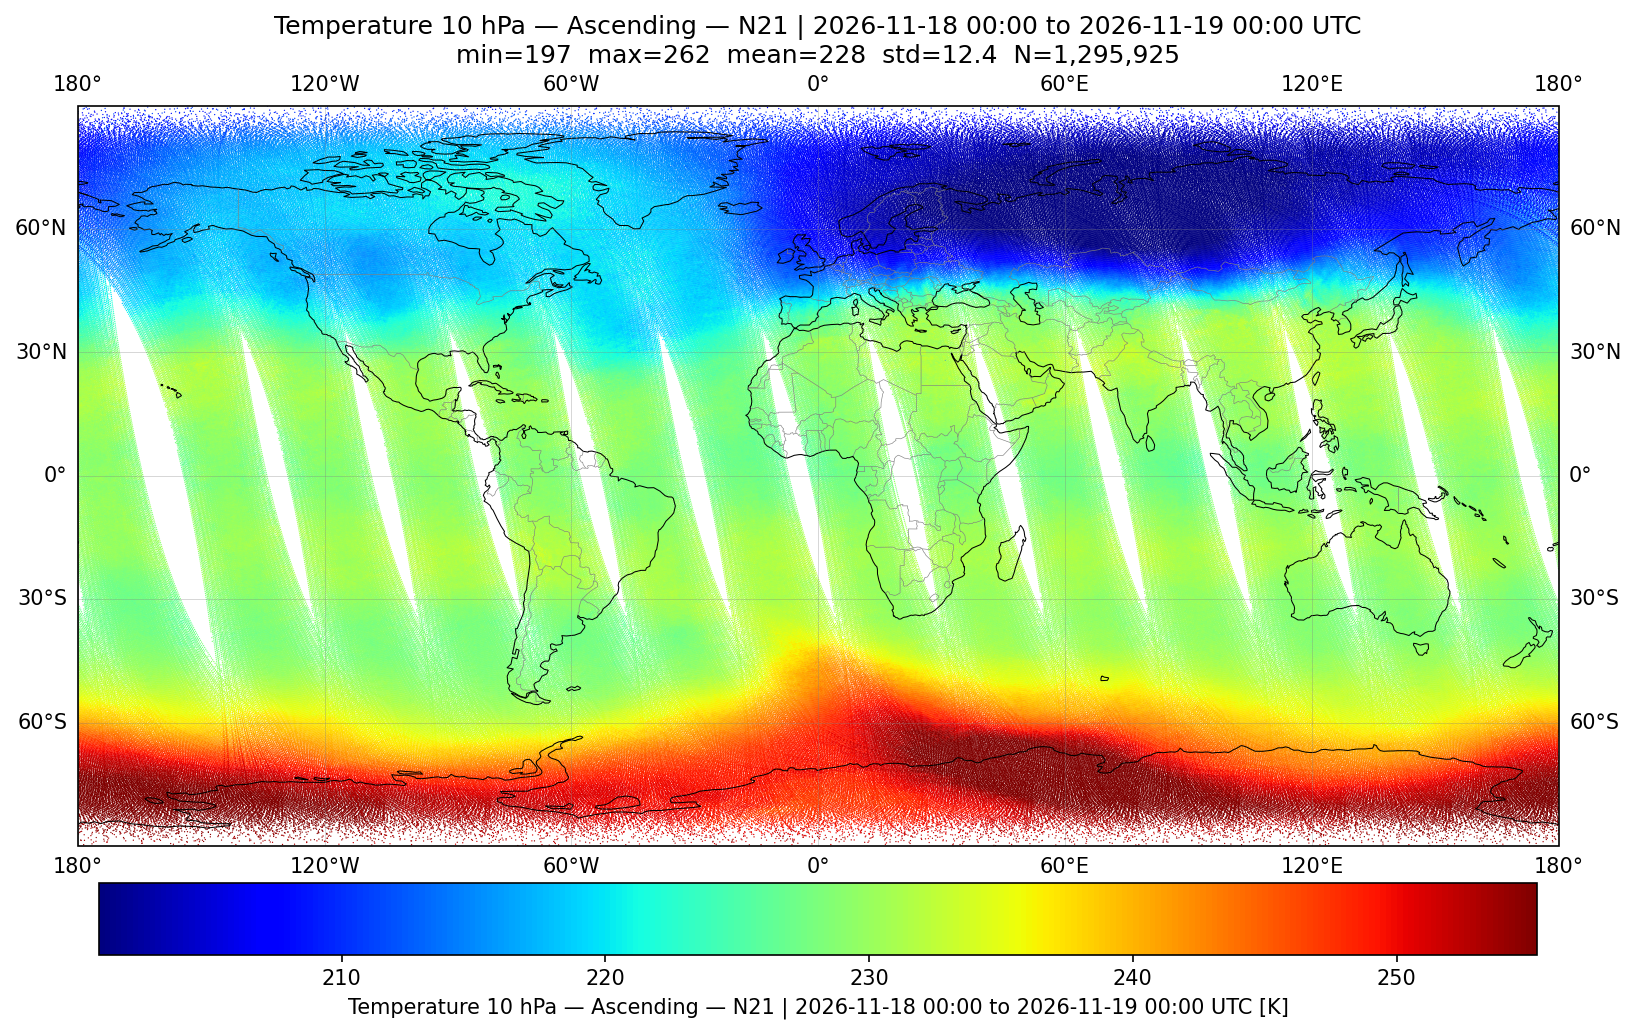 Temperature 10 hPa — Ascending — N21 | 2026-11-18 00:00 to 2026-11-19 00:00 UTC
min=197  max=262  mean=228  std=12.4  N=1,295,925
180° 120°W 60°W 0° 60°E 120°E 180°
60°N 60°N
30°N 30°N
0° 0°
30°S 30°S
60°S 60°S
180° 120°W 60°W 0° 60°E 120°E 180°
210 220 230 240 250
Temperature 10 hPa — Ascending — N21 | 2026-11-18 00:00 to 2026-11-19 00:00 UTC [K]